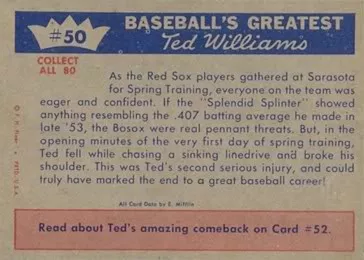 #50
BASEBALL'S GREATEST
Ted Williams
COLLECT
ALL 80
As the Red Sox players gathered at Sarasota
for Spring Training, everyone on the team was
eager and confident. If the "Splendid Splinter" showed
anything resembling the .407 batting average he made in
late '53, the Bosox were real pennant threats. But, in the
opening minutes of the very first day of spring training,
Ted fell while chasing a sinking linedrive and broke his
shoulder. This was Ted's second serious injury, and could
truly have marked the end to a great baseball career!
All Card Data by E. Mifflin
Read about Ted's amazing comeback on Card #52.